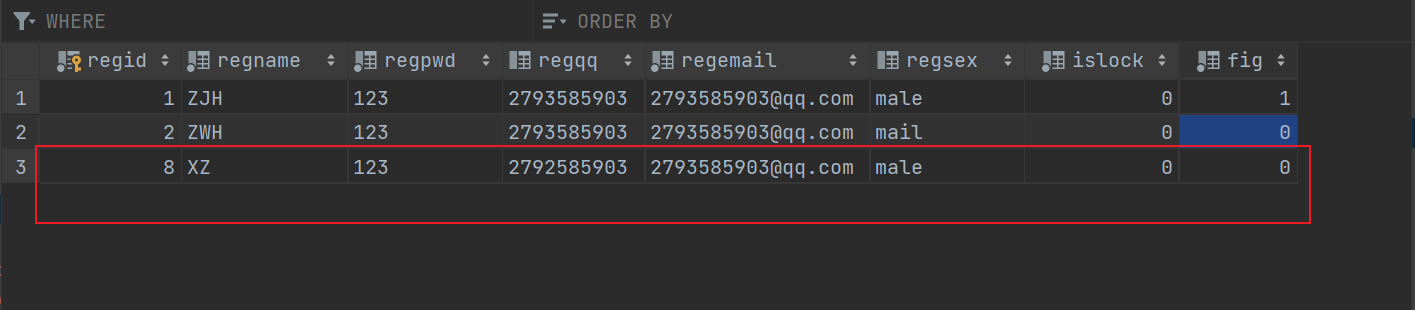 WHERE ORDER BY
regid regname regpwd regqq regemail regsex islock fig
1 1 ZJH 123 2793585903 2793585903@qq.com male 0 1
2 2 ZWH 123 2793585903 2793585903@qq.com mail 0 0
3 8 XZ 123 2792585903 2793585903@qq.com male 0 0